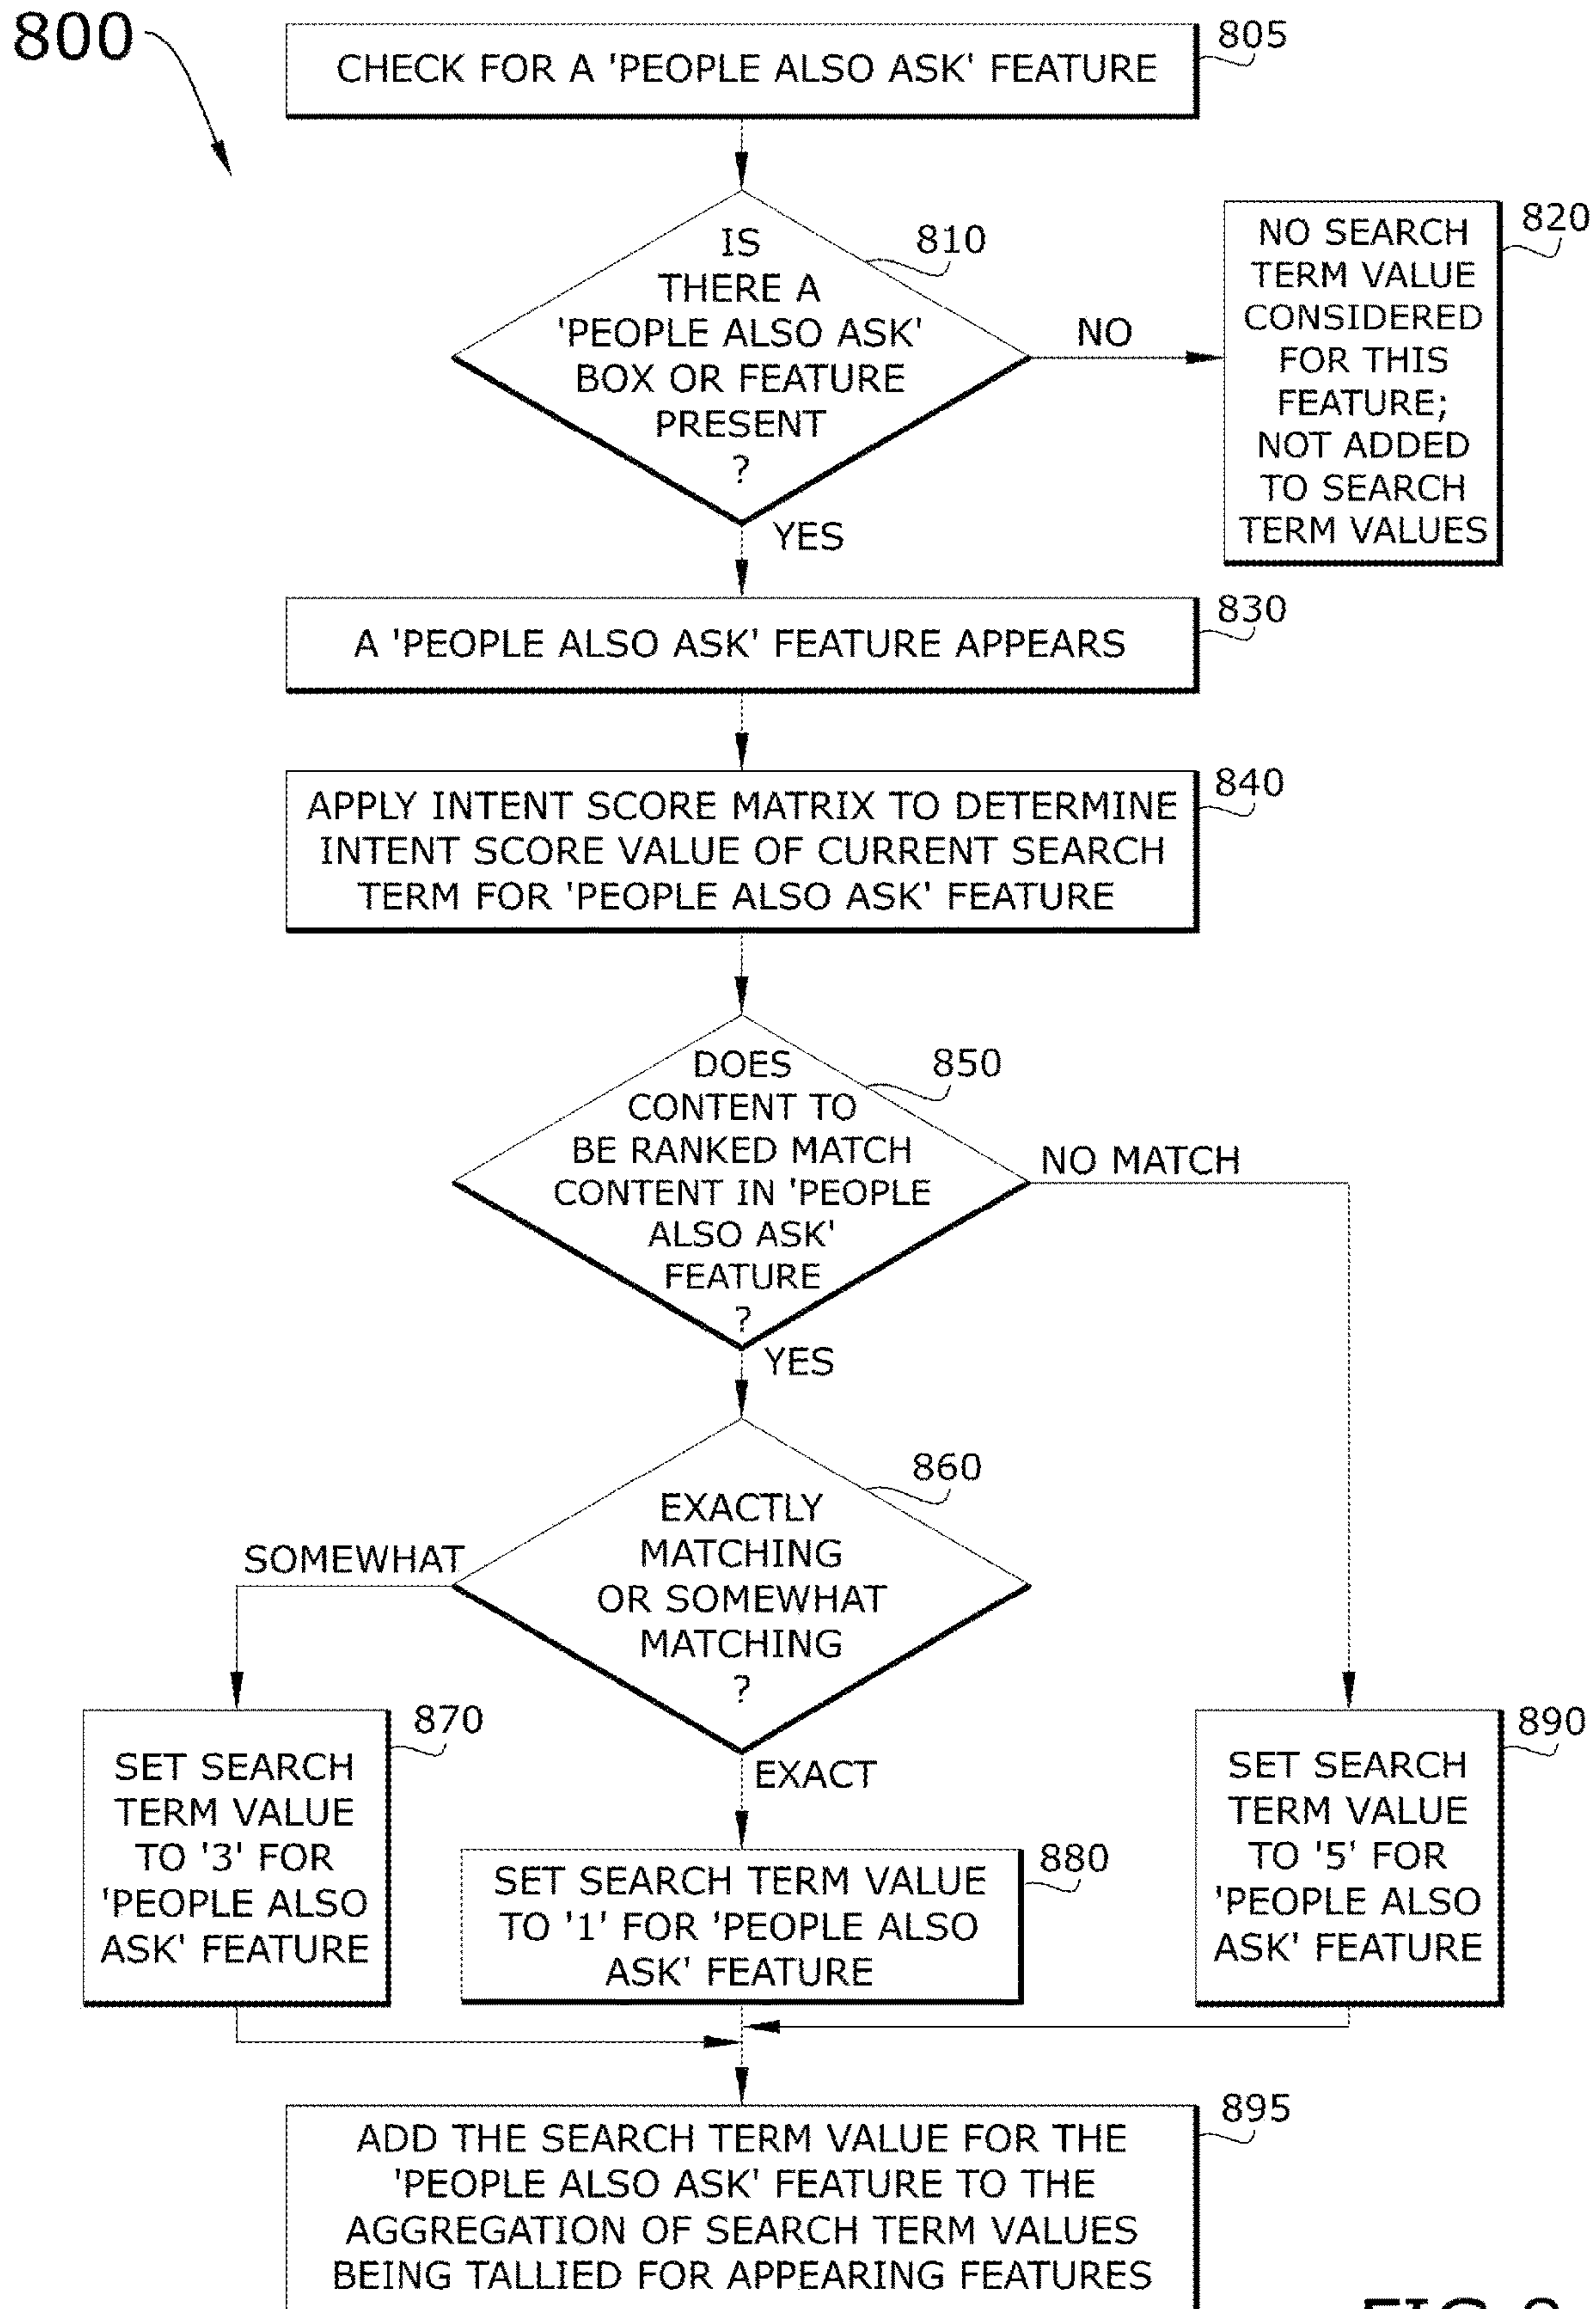 800
CHECK FOR A 'PEOPLE ALSO ASK' FEATURE
805
IS
THERE A
'PEOPLE ALSO ASK'
BOX OR FEATURE
PRESENT
?
810
NO
NO SEARCH
TERM VALUE
CONSIDERED
FOR THIS
FEATURE;
NOT ADDED
TO SEARCH
TERM VALUES
820
YES
A 'PEOPLE ALSO ASK' FEATURE APPEARS
830
APPLY INTENT SCORE MATRIX TO DETERMINE
INTENT SCORE VALUE OF CURRENT SEARCH
TERM FOR 'PEOPLE ALSO ASK' FEATURE
840
DOES
CONTENT TO
BE RANKED MATCH
CONTENT IN 'PEOPLE
ALSO ASK'
FEATURE
?
850
NO MATCH
YES
EXACTLY
MATCHING
OR SOMEWHAT
MATCHING
?
860
SOMEWHAT
EXACT
SET SEARCH
TERM VALUE
TO '3' FOR
'PEOPLE ALSO
ASK' FEATURE
870
SET SEARCH TERM VALUE
TO '1' FOR 'PEOPLE ALSO
ASK' FEATURE
880
SET SEARCH
TERM VALUE
TO '5' FOR
'PEOPLE ALSO
ASK' FEATURE
890
ADD THE SEARCH TERM VALUE FOR THE
'PEOPLE ALSO ASK' FEATURE TO THE
AGGREGATION OF SEARCH TERM VALUES
BEING TALLIED FOR APPEARING FEATURES
895